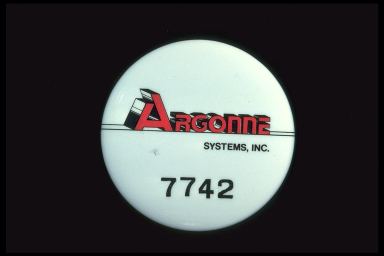 ARGONNE
SYSTEMS, INC.
7742